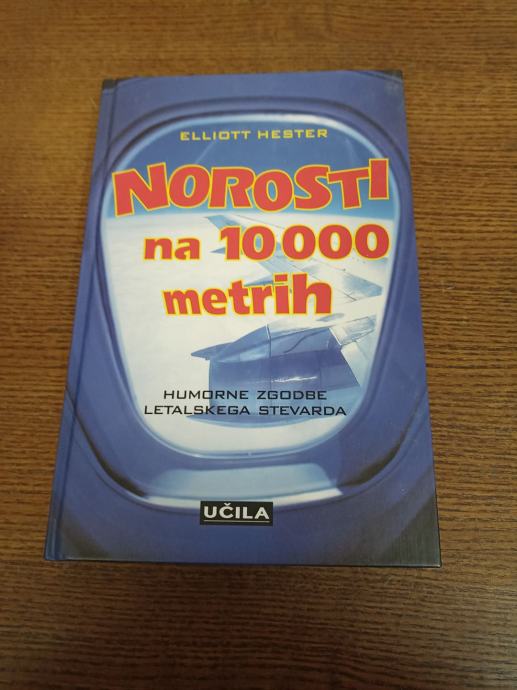 ELLIOTT HESTER
NOROSTI
na 10 000
metrih
HUMORNE ZGODBE
LETALSKEGA STEVARDA
UČILA